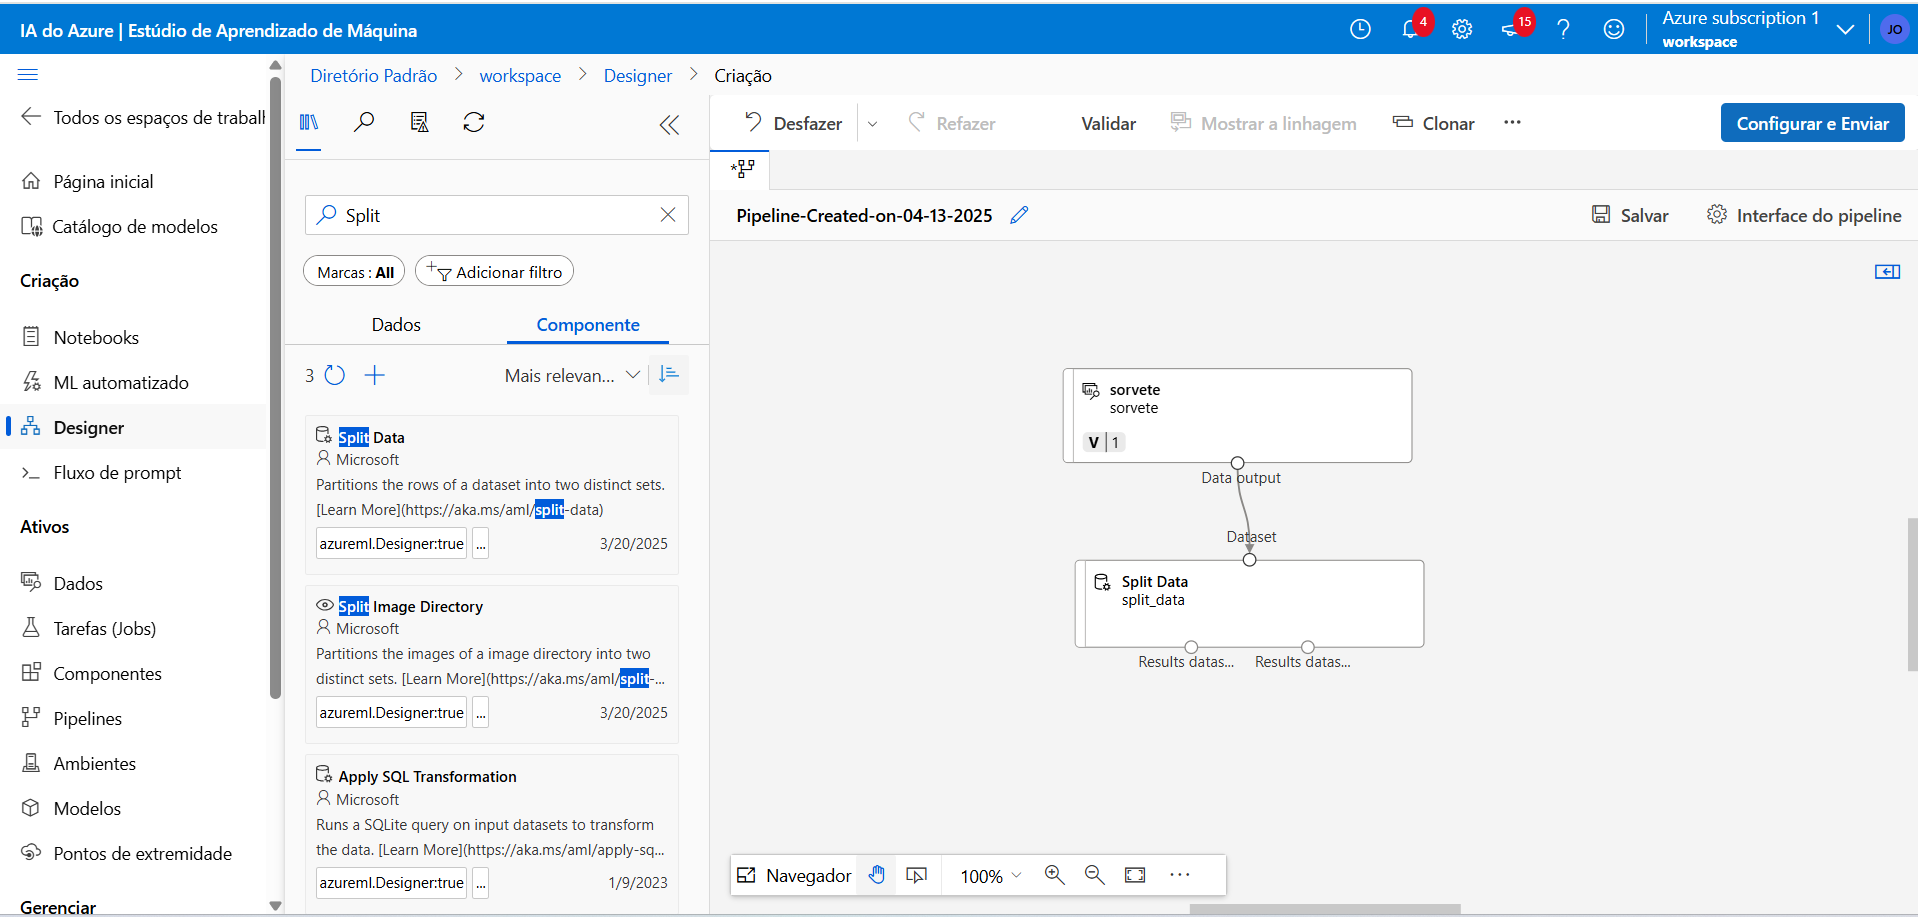 IA do Azure | Estúdio de Aprendizado de Máquina
4
15
?
Azure subscription 1
workspace
JO
Todos os espaços de trabalh
Página inicial
Catálogo de modelos
Criação
Notebooks
ML automatizado
Designer
Fluxo de prompt
Ativos
Dados
Tarefas (Jobs)
Componentes
Pipelines
Ambientes
Modelos
Pontos de extremidade
Gerenciar
Diretório Padrão > workspace > Designer > Criação
Split
Marcas : All
Adicionar filtro
Dados
Componente
3
Mais relevan...
Split Data
Microsoft
Partitions the rows of a dataset into two distinct sets.
[Learn More](https://aka.ms/aml/split-data)
azureml.Designer:true ... 3/20/2025
Split Image Directory
Microsoft
Partitions the images of a image directory into two
distinct sets. [Learn More](https://aka.ms/aml/split-...
azureml.Designer:true ... 3/20/2025
Apply SQL Transformation
Microsoft
Runs a SQLite query on input datasets to transform
the data. [Learn More](https://aka.ms/aml/apply-sq...
azureml.Designer:true ... 1/9/2023
Desfazer
Refazer
Validar
Mostrar a linhagem
Clonar
...
Configurar e Enviar
Pipeline-Created-on-04-13-2025
Salvar
Interface do pipeline
sorvete
sorvete
V 1
Data output
Dataset
Split Data
split_data
Results datas... Results datas...
Navegador
100%
...